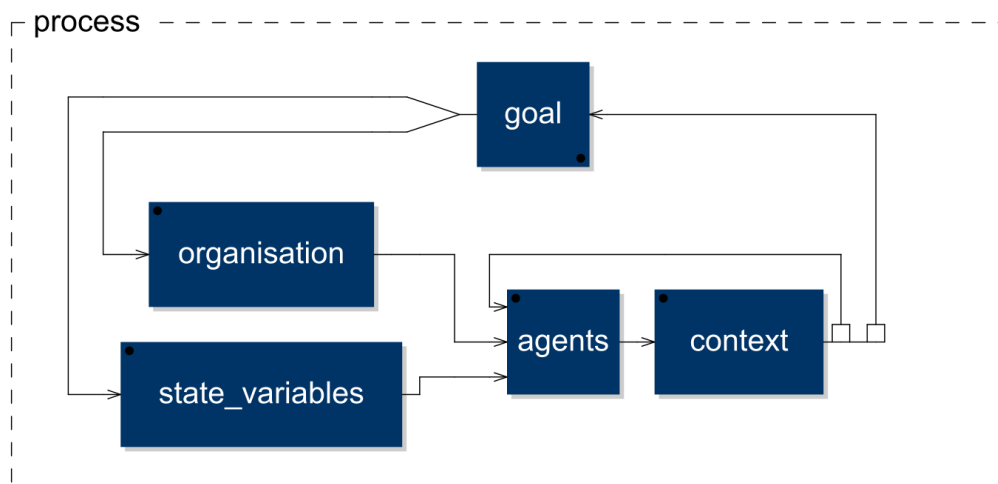 process
goal
organisation
agents
context
state_variables